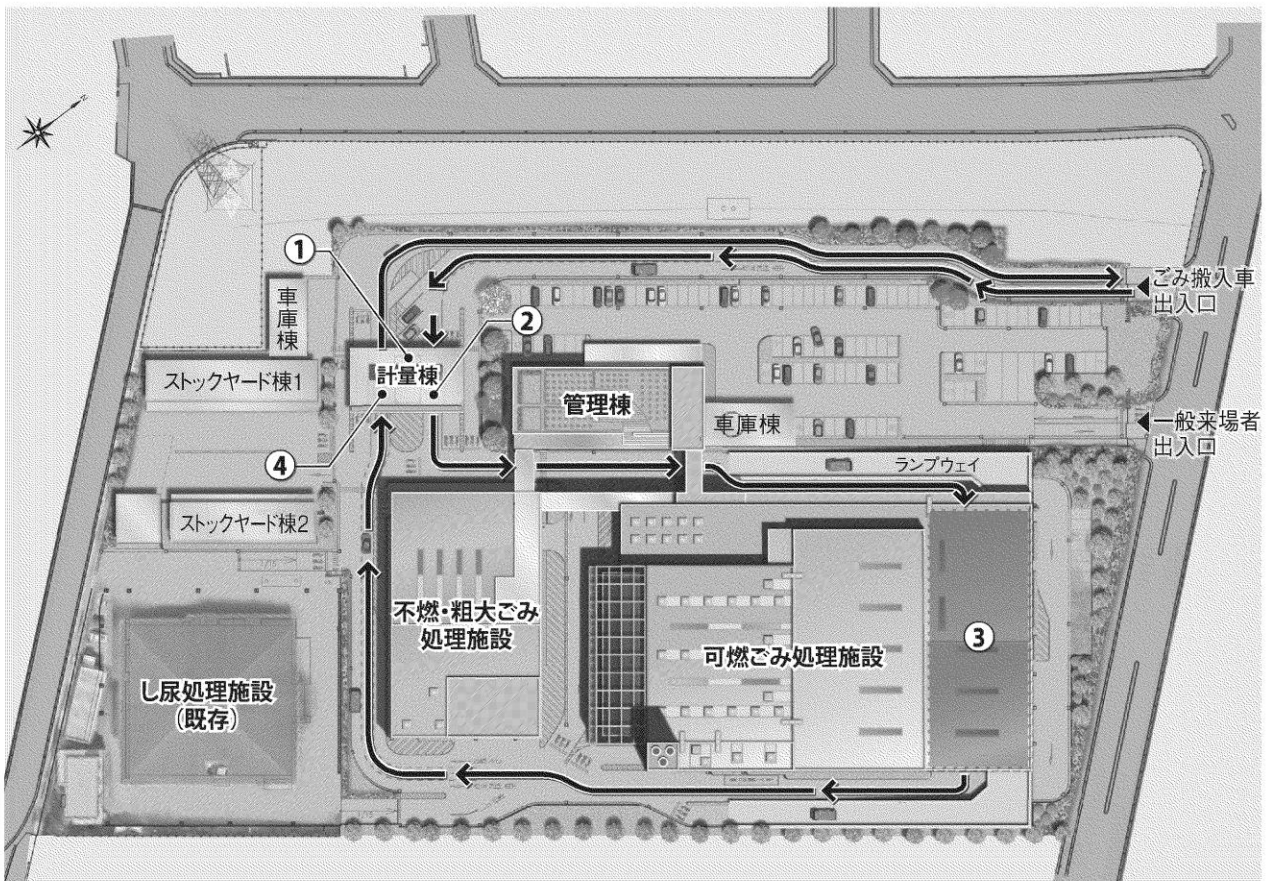 ①
ごみ搬入車
出入口
②
車庫棟
計量棟
ストックヤード棟1
管理棟
車庫棟
一般来場者
出入口
④
ランプウェイ
ストックヤード棟2
不燃・粗大ごみ
処理施設
③
可燃ごみ処理施設
し尿処理施設
(既存)